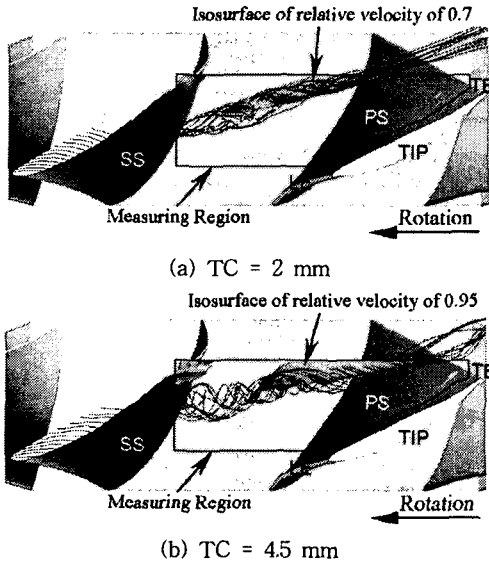 Isosurface of relative velocity of 0.7
TE
PS
SS
TIP
Measuring Region
Rotation
(a) TC = 2 mm
Isosurface of relative velocity of 0.95
TE
PS
SS
TIP
Measuring Region
Rotation
(b) TC = 4.5 mm